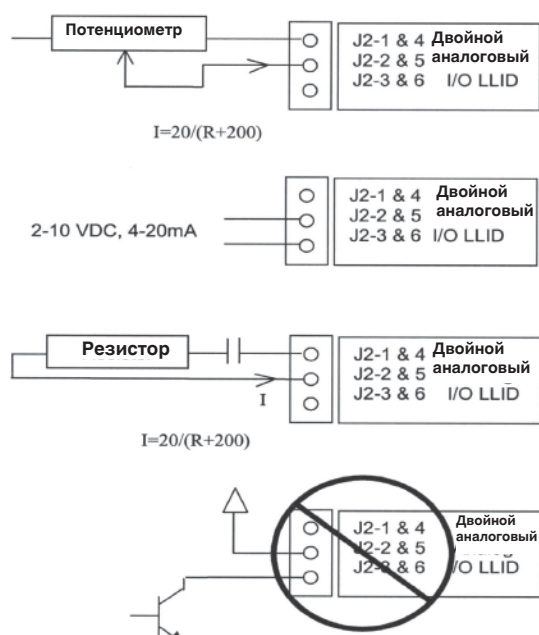 Потенциометр
J2-1 & 4 Двойной
J2-2 & 5 аналоговый
J2-3 & 6 I/O LLID
I=20/(R+200)
J2-1 & 4 Двойной
J2-2 & 5 аналоговый
J2-3 & 6 I/O LLID
2-10 VDC, 4-20mA
Резистор
J2-1 & 4 Двойной
J2-2 & 5 аналоговый
J2-3 & 6 I/O LLID
I
I=20/(R+200)
J2-1 & 4 Двойной
J2-2 & 5 аналоговый
J2-3 & 6 I/O LLID